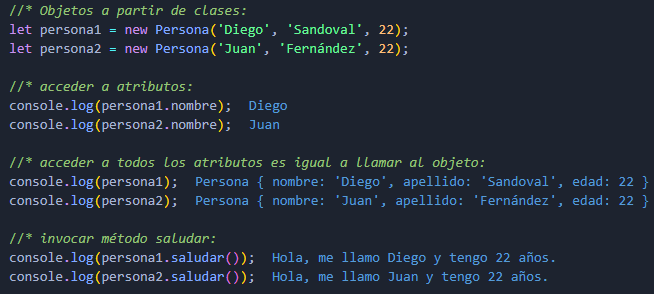 //* Objetos a partir de clases:
let persona1 = new Persona('Diego', 'Sandoval', 22);
let persona2 = new Persona('Juan', 'Fernández', 22);
//* acceder a atributos:
console.log(persona1.nombre);  Diego
console.log(persona2.nombre);  Juan
//* acceder a todos los atributos es igual a llamar al objeto:
console.log(persona1);  Persona { nombre: 'Diego', apellido: 'Sandoval', edad: 22 }
console.log(persona2);  Persona { nombre: 'Juan', apellido: 'Fernández', edad: 22 }
//* invocar método saludar:
console.log(persona1.saludar());  Hola, me llamo Diego y tengo 22 años.
console.log(persona2.saludar());  Hola, me llamo Juan y tengo 22 años.